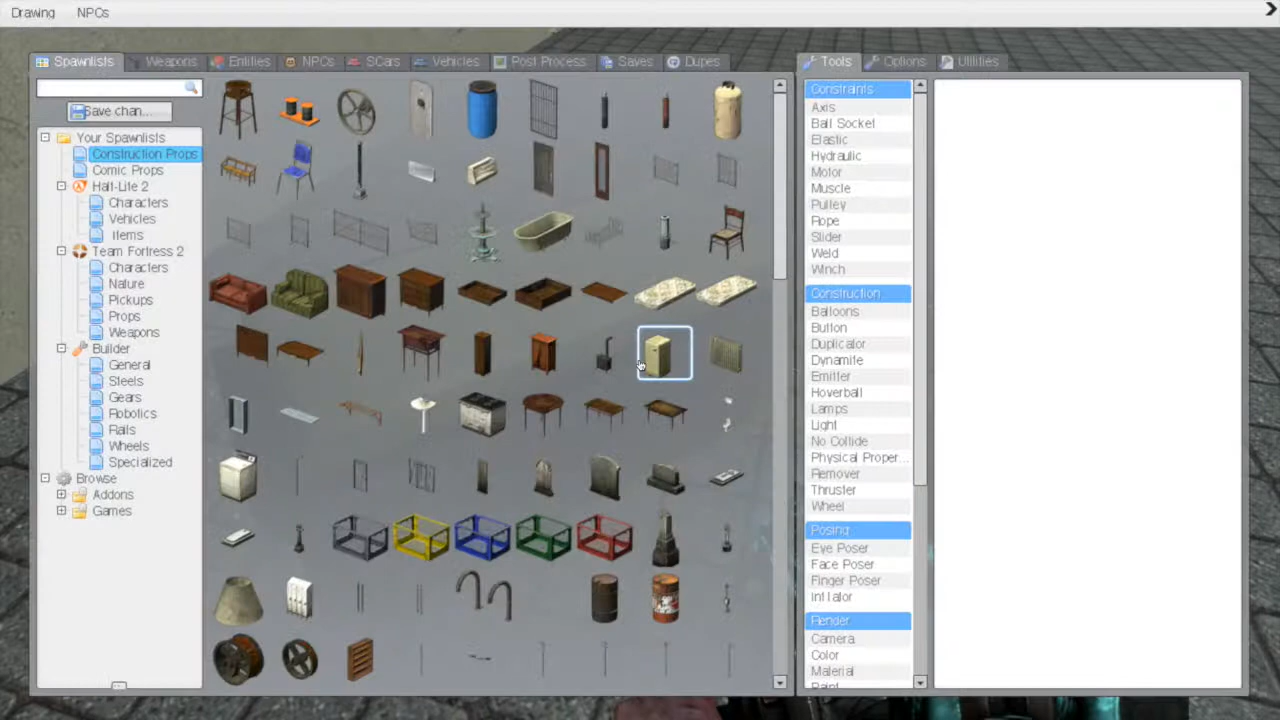 Drawing NPCs
Spawnlists Weapons Entities NPCs SCars Vehicles Post Process Saves Dupes
Save chan...
Your Spawnlists
Construction Props
Comic Props
Half-Life 2
Characters
Vehicles
Items
Team Fortress 2
Characters
Nature
Pickups
Props
Weapons
Builder
General
Steels
Gears
Robotics
Rails
Wheels
Specialized
Browse
Addons
Games
Tools Options Utilities
Constraints
Axis
Ball Socket
Elastic
Hydraulic
Motor
Muscle
Pulley
Rope
Slider
Weld
Winch
Construction
Balloons
Button
Duplicator
Dynamite
Emitter
Hoverball
Lamps
Light
No Collide
Physical Proper...
Remover
Thruster
Wheel
Posing
Eye Poser
Face Poser
Finger Poser
Inflator
Render
Camera
Color
Material
Paint